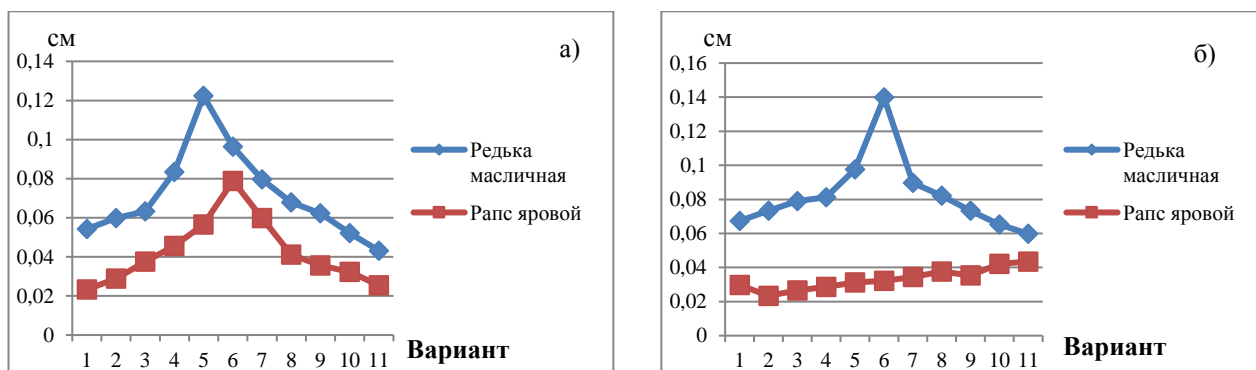 см
а)
0,14
0,12
0,1
0,08
0,06
0,04
0,02
0
1 2 3 4 5 6 7 8 9 10 11
Вариант
Редька
масличная
Рапс яровой
см
б)
0,16
0,14
0,12
0,1
0,08
0,06
0,04
0,02
0
1 2 3 4 5 6 7 8 9 10 11
Вариант
Редька
масличная
Рапс яровой